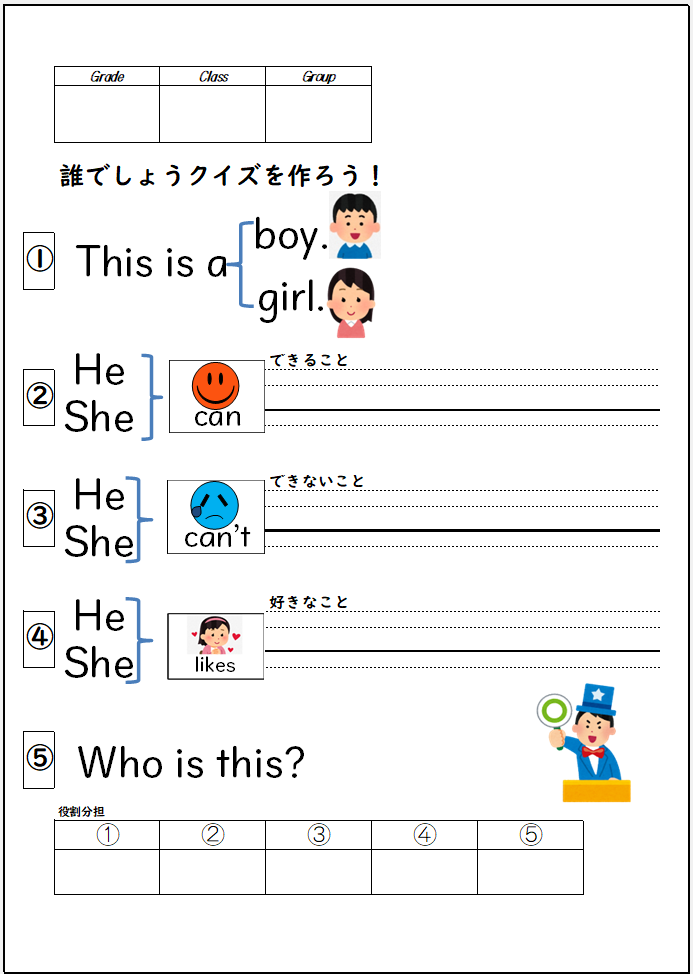 Grade Class Group
誰でしょうクイズを作ろう！
① This is a
boy.
girl.
②
He
She
can
できること
③
He
She
can't
できないこと
④
He
She
likes
好きなこと
⑤ Who is this?
役割分担
① ② ③ ④ ⑤